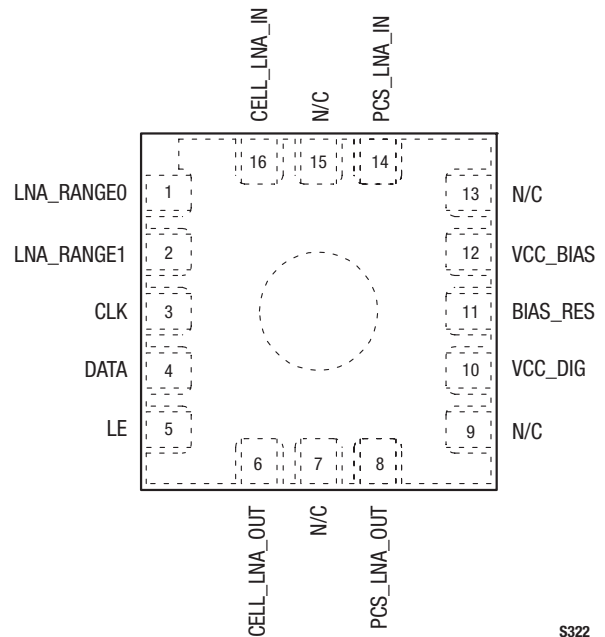 CELL_LNA_IN
N/C
PCS_LNA_IN
16
15
14
LNA_RANGE0
1
13
N/C
LNA_RANGE1
2
12
VCC_BIAS
CLK
3
11
BIAS_RES
DATA
4
10
VCC_DIG
LE
5
9
N/C
6
7
8
CELL_LNA_OUT
N/C
PCS_LNA_OUT
S322